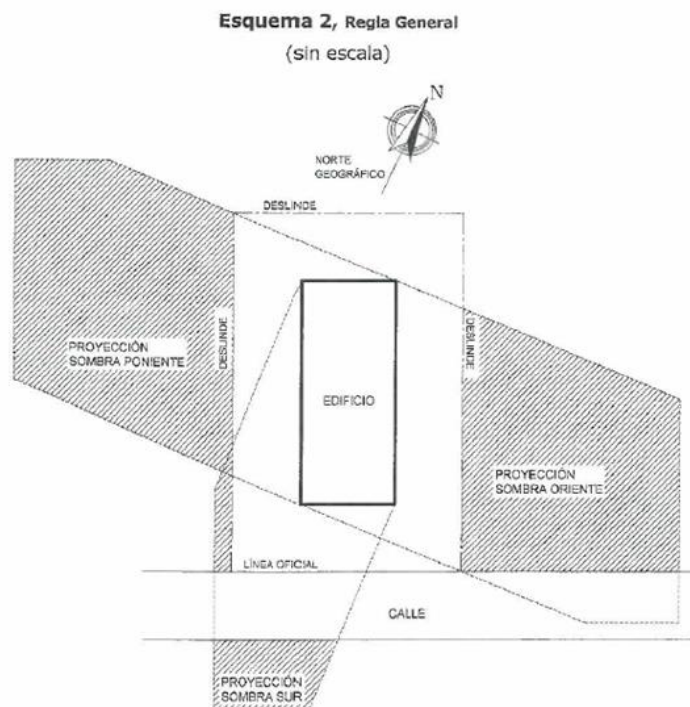 Esquema 2, Regla General
(sin escala)
N
NORTE
GEOGRÁFICO
DESLINDE
DESLINDE
DESLINDE
PROYECCIÓN
SOMBRA PONIENTE
EDIFICIO
PROYECCIÓN
SOMBRA ORIENTE
LÍNEA OFICIAL
CALLE
PROYECCIÓN
SOMBRA SUR